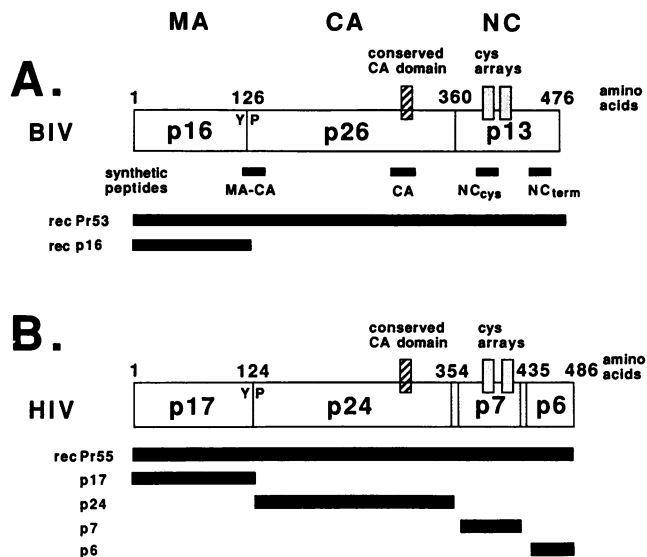 MA CA NC
conserved CA domain
cys arrays
A.
1 126 360 476 amino acids
BIV
p16 Y P p26 p13
synthetic peptides
MA-CA CA NCcys NCterm
rec Pr53
rec p16
conserved CA domain
cys arrays
B.
1 124 354 435 486 amino acids
HIV
p17 Y P p24 p7 p6
rec Pr55
p17
p24
p7
p6